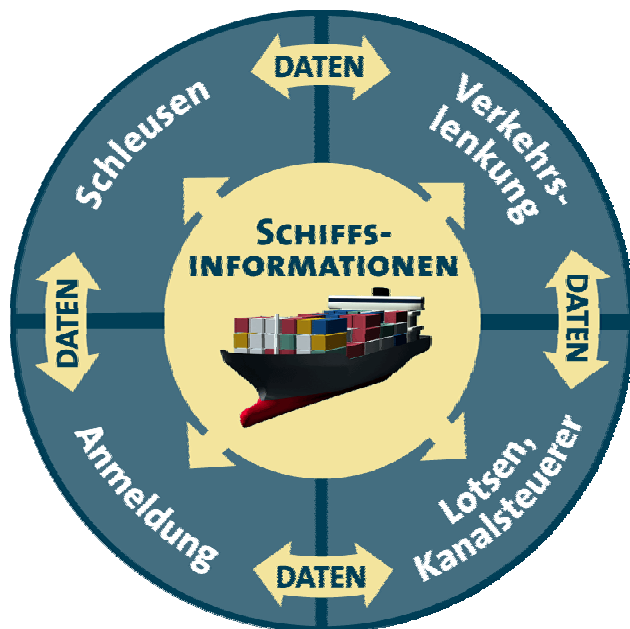 DATEN
Schleusen
Verkehrs-
lenkung
SCHIFFS-
INFORMATIONEN
DATEN
DATEN
Anmeldung
Lotsen,
Kanalsteuerer
DATEN